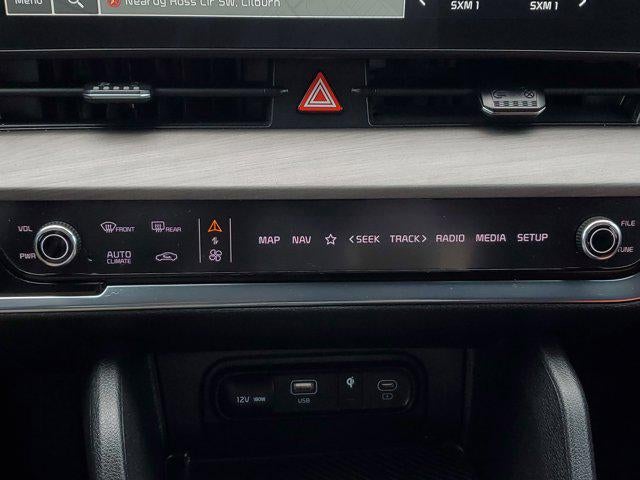 Menu
Nearby Ross Cir SW, Lilburn
SXM 1 SXM 1
VOL
PWR
FRONT REAR
AUTO
CLIMATE
MAP NAV <SEEK TRACK> RADIO MEDIA SETUP
FILE
TUNE
12V 180W
USB